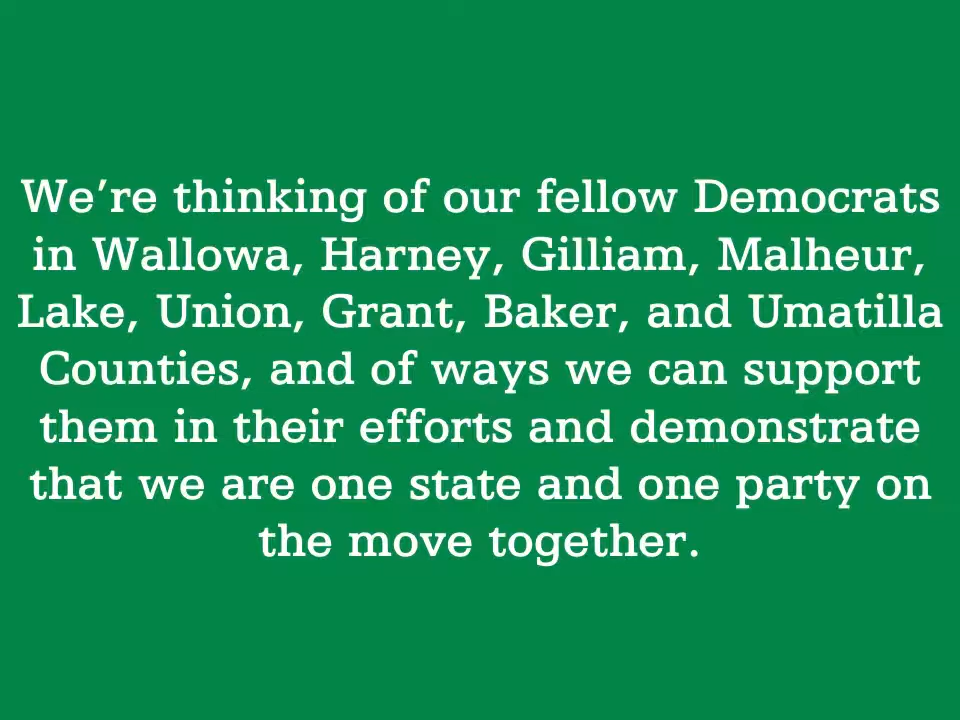 We’re thinking of our fellow Democrats
in Wallowa, Harney, Gilliam, Malheur,
Lake, Union, Grant, Baker, and Umatilla
Counties, and of ways we can support
them in their efforts and demonstrate
that we are one state and one party on
the move together.